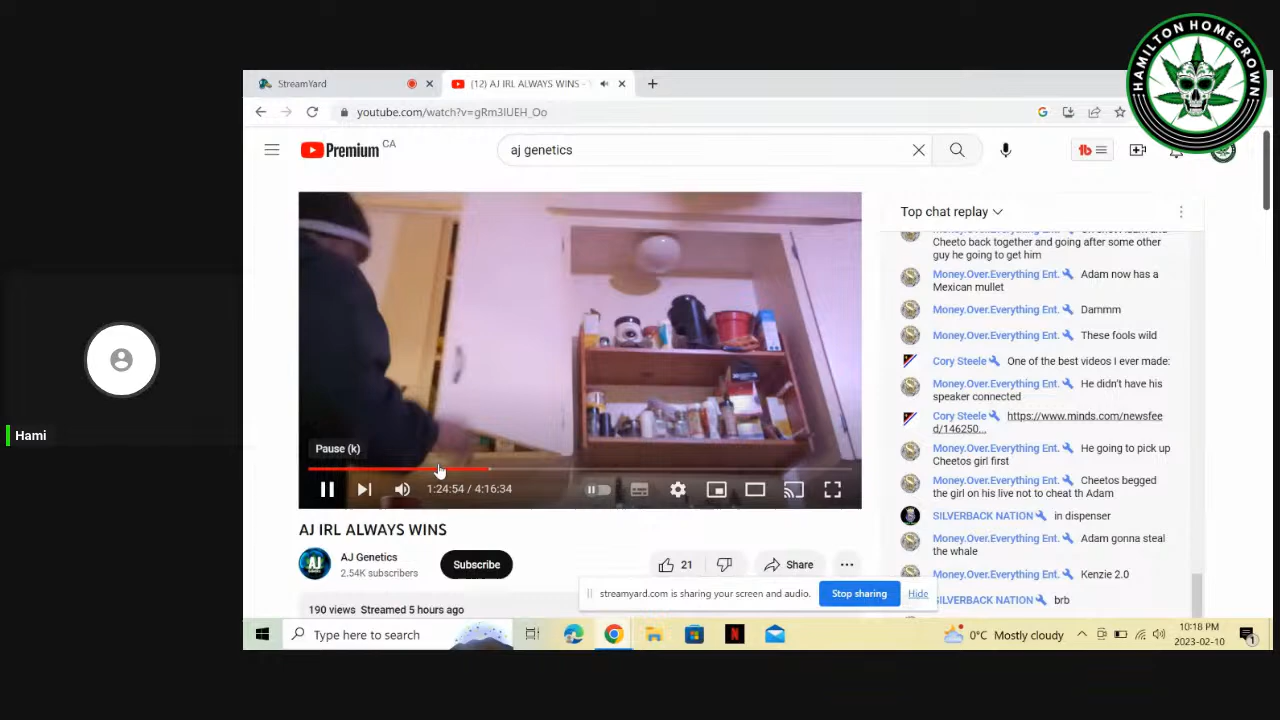 HAMILTON HOMEGROWN
StreamYard
(12) AJ IRL ALWAYS WINS -
youtube.com/watch?v=gRm3IUEH_Oo
Premium CA
aj genetics
Top chat replay
Cheeto back together and going after some other
guy he going to get him
Money.Over.Everything Ent. Adam now has a
Mexican mullet
Money.Over.Everything Ent. Dammm
Money.Over.Everything Ent. These fools wild
Cory Steele One of the best videos I ever made:
Money.Over.Everything Ent. He didn't have his
speaker connected
Cory Steele https://www.minds.com/newsfee
d/146250...
Money.Over.Everything Ent. He going to pick up
Cheetos girl first
Money.Over.Everything Ent. Cheetos begged
the girl on his live not to cheat th Adam
SILVERBACK NATION in dispenser
Money.Over.Everything Ent. Adam gonna steal
the whale
Money.Over.Everything Ent. Kenzie 2.0
SILVERBACK NATION brb
Hami
Pause (k)
1:24:54 / 4:16:34
AJ IRL ALWAYS WINS
AJ Genetics
2.54K subscribers
Subscribe
21
Share
streamyard.com is sharing your screen and audio.
Stop sharing
Hide
190 views Streamed 5 hours ago
Type here to search
0°C Mostly cloudy
10:18 PM
2023-02-10